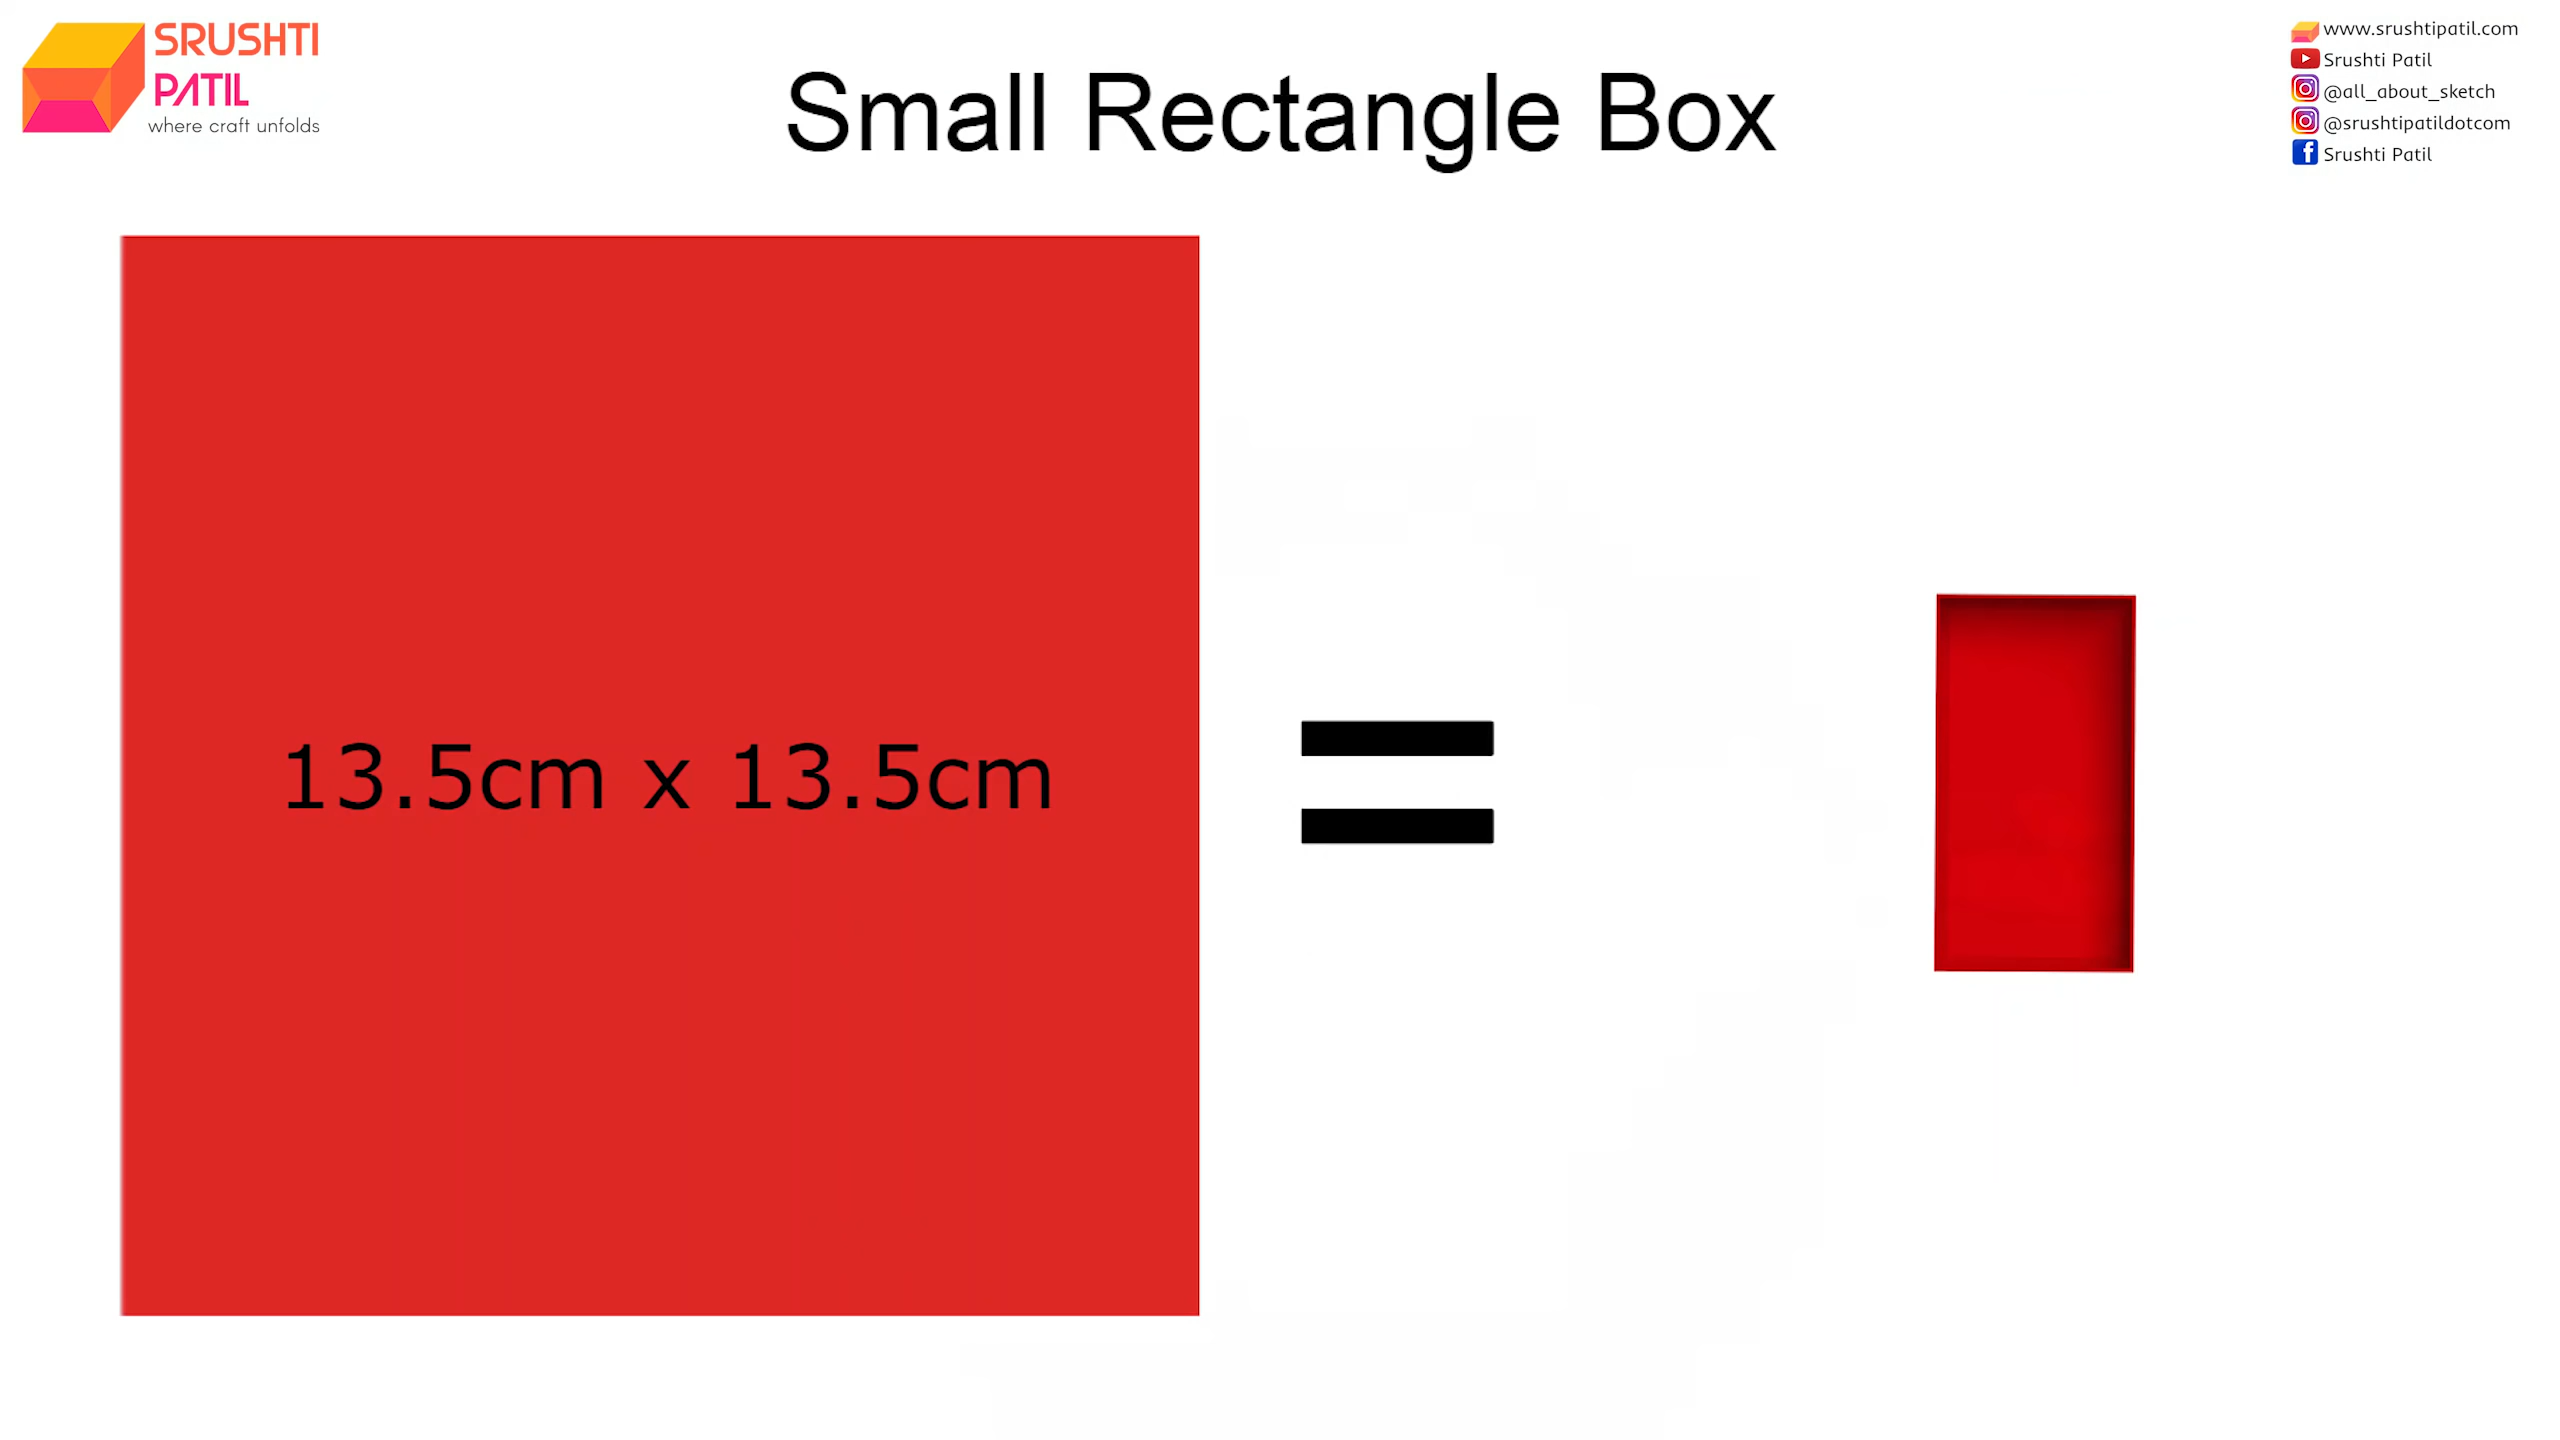 SRUSHTI
PATIL
where craft unfolds
Small Rectangle Box
www.srushtipatil.com
Srushti Patil
@all_about_sketch
@srushtipatildotcom
Srushti Patil
13.5cm x 13.5cm